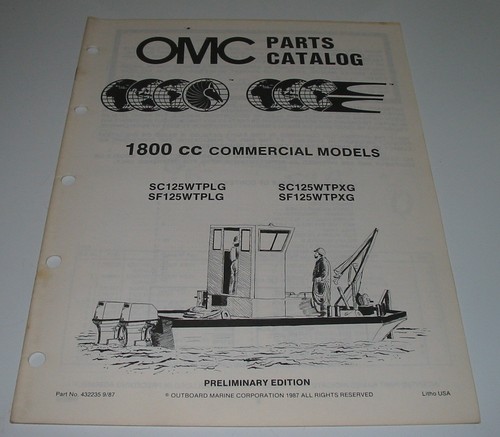 OMC PARTS CATALOG
1800 CC COMMERCIAL MODELS
SC125WTPLG SC125WTPXG
SF125WTPLG SF125WTPXG
PRELIMINARY EDITION
Part No. 432235 9/87 © OUTBOARD MARINE CORPORATION 1987 ALL RIGHTS RESERVED Litho USA